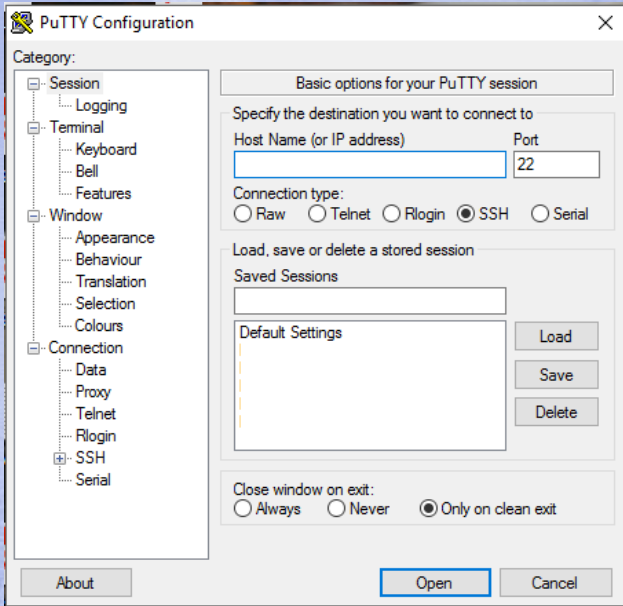 PuTTY Configuration
Category:
Session
Logging
Terminal
Keyboard
Bell
Features
Window
Appearance
Behaviour
Translation
Selection
Colours
Connection
Data
Proxy
Telnet
Rlogin
SSH
Serial
Basic options for your PuTTY session
Specify the destination you want to connect to
Host Name (or IP address) Port
22
Connection type:
Raw Telnet Rlogin SSH Serial
Load, save or delete a stored session
Saved Sessions
Default Settings
Load
Save
Delete
Close window on exit:
Always Never Only on clean exit
About Open Cancel